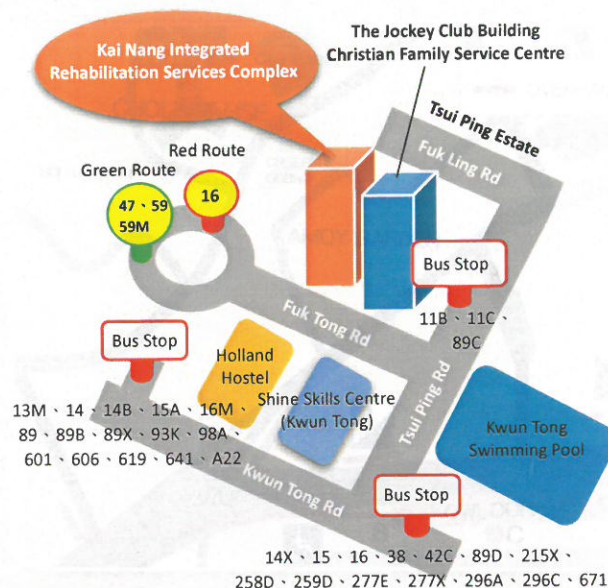 Kai Nang Integrated
Rehabilitation Services Complex
The Jockey Club Building
Christian Family Service Centre
Tsui Ping Estate
Fuk Ling Rd
Red Route
Green Route
16
47、59
59M
Bus Stop
11B、11C、
89C
Fuk Tong Rd
Bus Stop
Holland
Hostel
Shine Skills Centre
(Kwun Tong)
Tsui Ping Rd
Kwun Tong
Swimming Pool
13M、14、14B、15A、16M、
89、89B、89X、93K、98A、
601、606、619、641、A22
Kwun Tong Rd
Bus Stop
14X、15、16、38、42C、89D、215X、
258D、259D、277E、277X、296A、296C、671